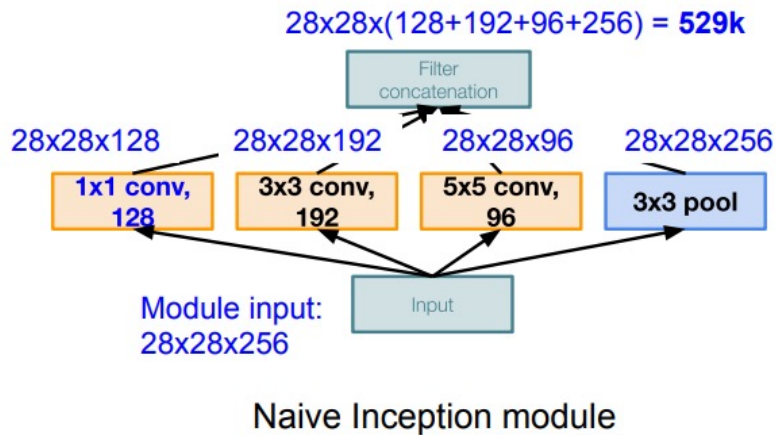 28x28x(128+192+96+256) = 529k
Filter
concatenation
28x28x128
28x28x192
28x28x96
28x28x256
1x1 conv,
128
3x3 conv,
192
5x5 conv,
96
3x3 pool
Module input:
28x28x256
Input
Naive Inception module